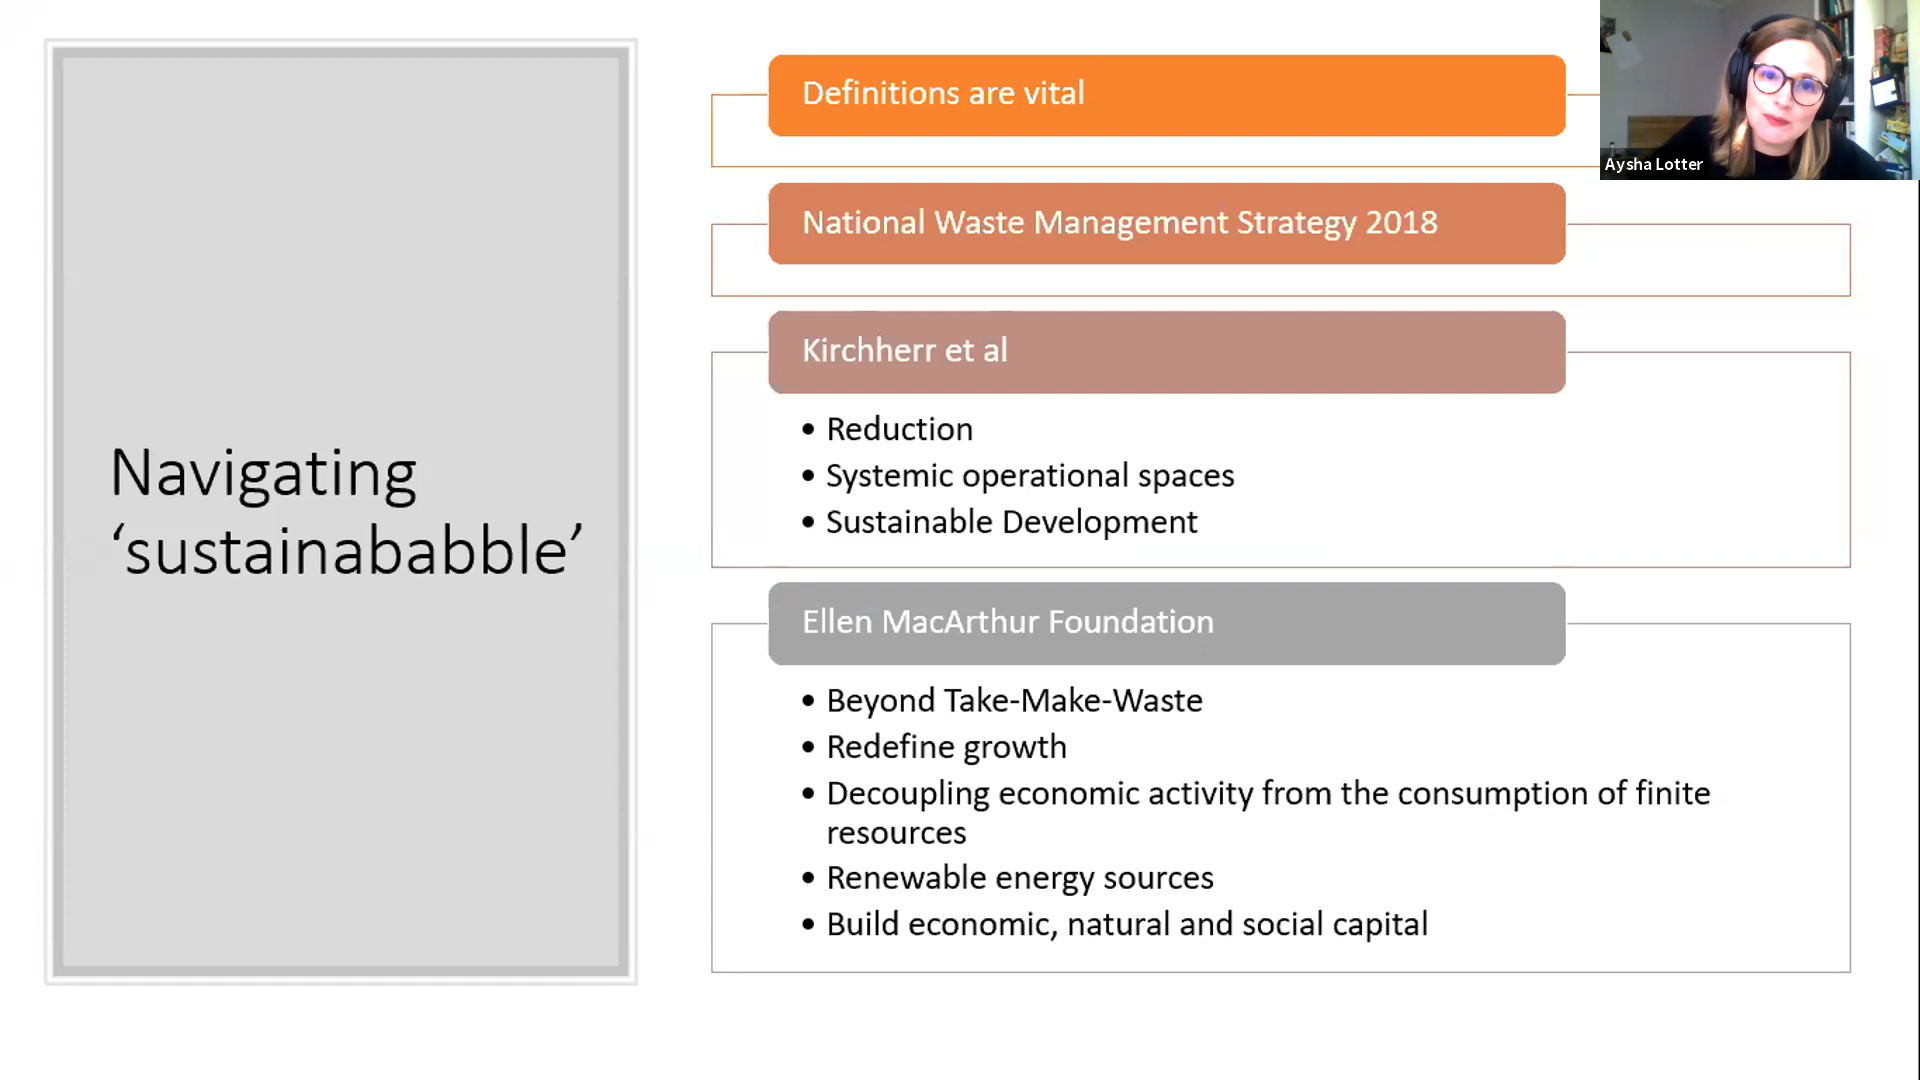 Navigating
‘sustainababble’
Definitions are vital
National Waste Management Strategy 2018
Kirchherr et al
• Reduction
• Systemic operational spaces
• Sustainable Development
Ellen MacArthur Foundation
• Beyond Take-Make-Waste
• Redefine growth
• Decoupling economic activity from the consumption of finite
resources
• Renewable energy sources
• Build economic, natural and social capital
Aysha Lotter